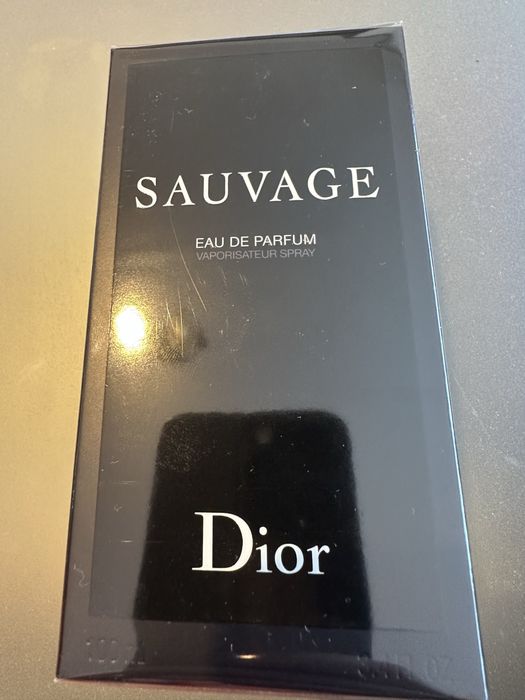 SAUVAGE
EAU DE PARFUM
VAPORISATEUR SPRAY
Dior